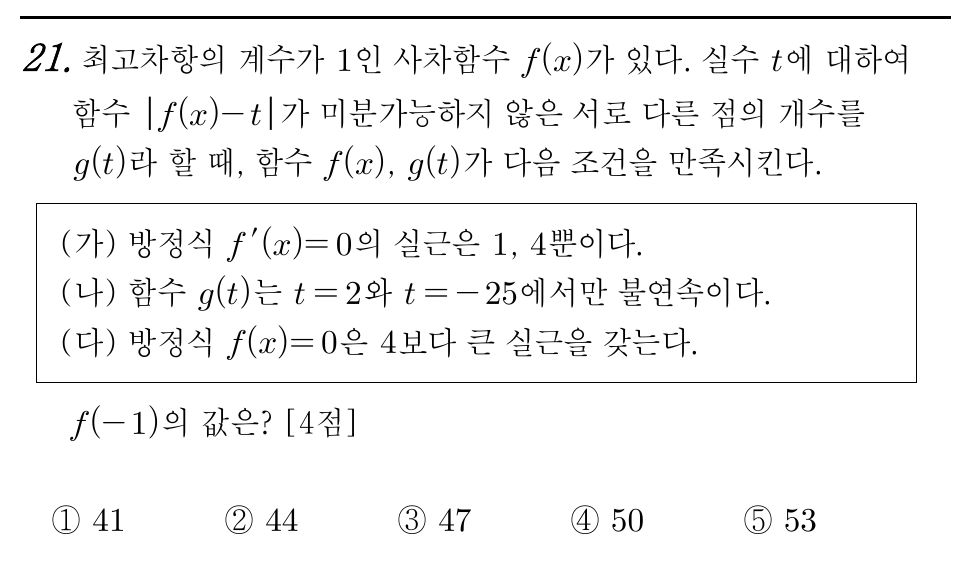 21. 최고차항의 계수가 1인 사차함수 f(x)가 있다. 실수 t에 대하여
함수 |f(x)-t|가 미분가능하지 않은 서로 다른 점의 개수를
g(t)라 할 때, 함수 f(x), g(t)가 다음 조건을 만족시킨다.
(가) 방정식 f'(x)=0의 실근은 1, 4뿐이다.
(나) 함수 g(t)는 t=2와 t=-25에서만 불연속이다.
(다) 방정식 f(x)=0은 4보다 큰 실근을 갖는다.
f(-1)의 값은? [4점]
① 41 ② 44 ③ 47 ④ 50 ⑤ 53